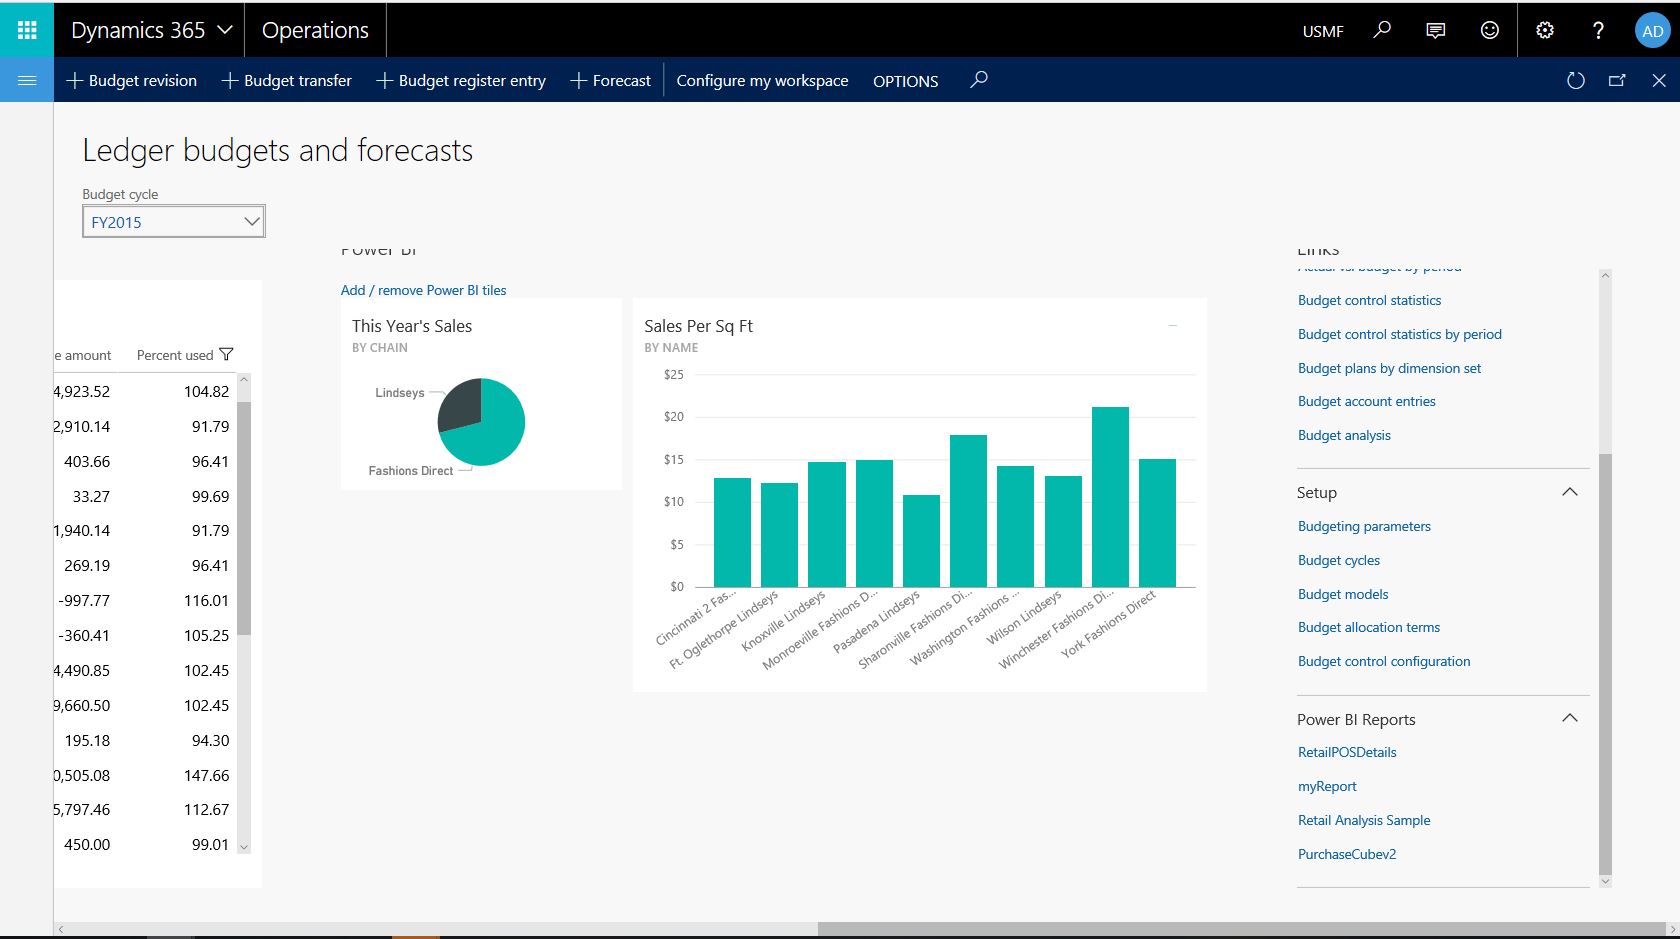 Dynamics 365 Operations USMF ? AD
Budget revision Budget transfer Budget register entry Forecast Configure my workspace OPTIONS
Ledger budgets and forecasts
Budget cycle
FY2015
Power BI
Add / remove Power BI tiles
e amount Percent used
4,923.52 104.82
2,910.14 91.79
403.66 96.41
33.27 99.69
1,940.14 91.79
269.19 96.41
-997.77 116.01
-360.41 105.25
4,490.85 102.45
9,660.50 102.45
195.18 94.30
0,505.08 147.66
5,797.46 112.67
450.00 99.01
This Year's Sales
BY CHAIN
Lindseys
Fashions Direct
Sales Per Sq Ft
BY NAME
$25
$20
$15
$10
$5
$0
Cincinnati 2 Fas...
Ft. Oglethorpe Lindseys
Knoxville Lindseys
Monroeville Fashions D...
Pasadena Lindseys
Sharonville Fashions Di...
Washington Fashions ...
Wilson Lindseys
Winchester Fashions Di...
York Fashions Direct
Links
Actual vs. budget by period
Budget control statistics
Budget control statistics by period
Budget plans by dimension set
Budget account entries
Budget analysis
Setup
Budgeting parameters
Budget cycles
Budget models
Budget allocation terms
Budget control configuration
Power BI Reports
RetailPOSDetails
myReport
Retail Analysis Sample
PurchaseCubev2